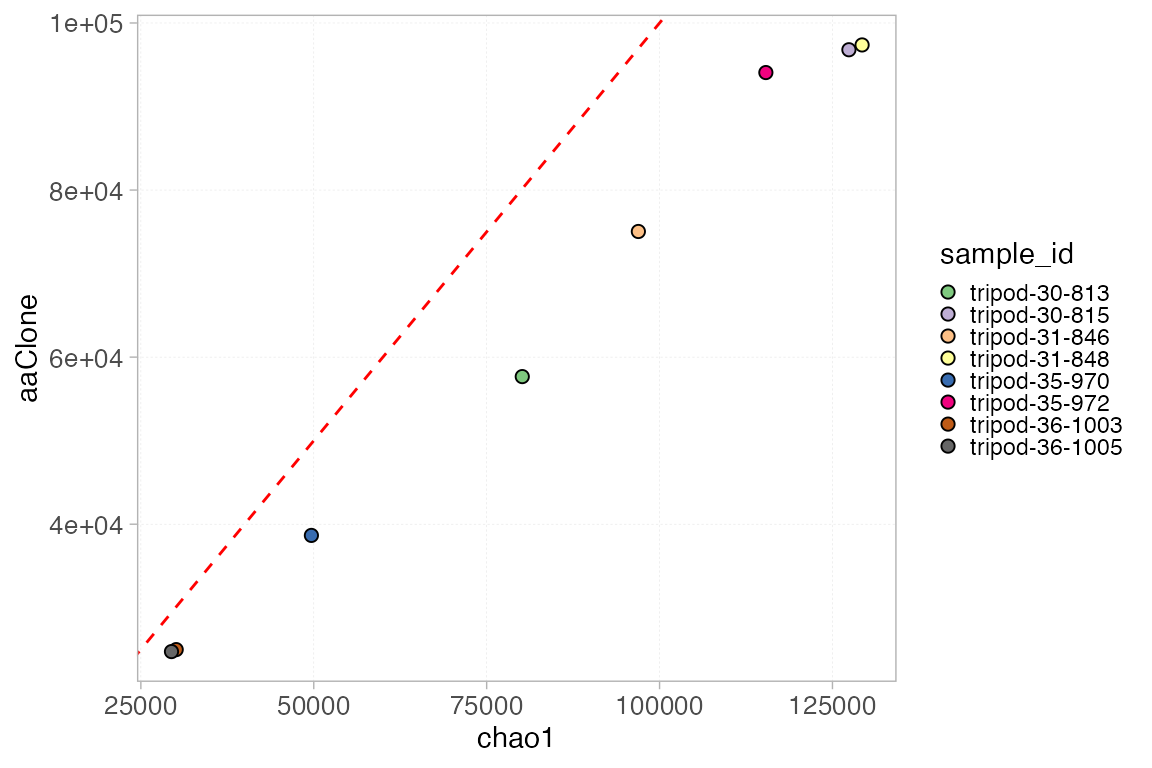 1e+05
8e+04
6e+04
4e+04
aaClone
25000
50000
75000
100000
125000
chao1
sample_id
tripod-30-813
tripod-30-815
tripod-31-846
tripod-31-848
tripod-35-970
tripod-35-972
tripod-36-1003
tripod-36-1005